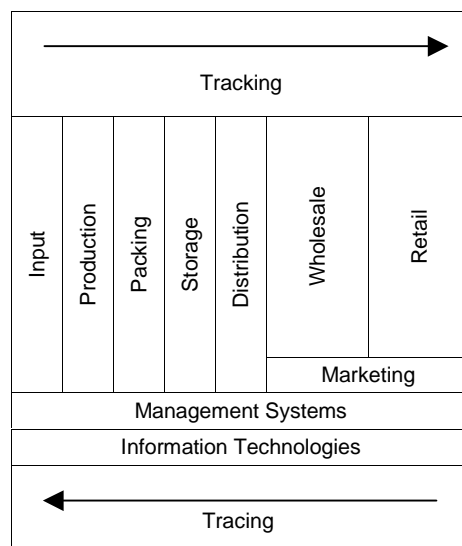 Tracking
Input
Production
Packing
Storage
Distribution
Wholesale
Retail
Marketing
Management Systems
Information Technologies
Tracing